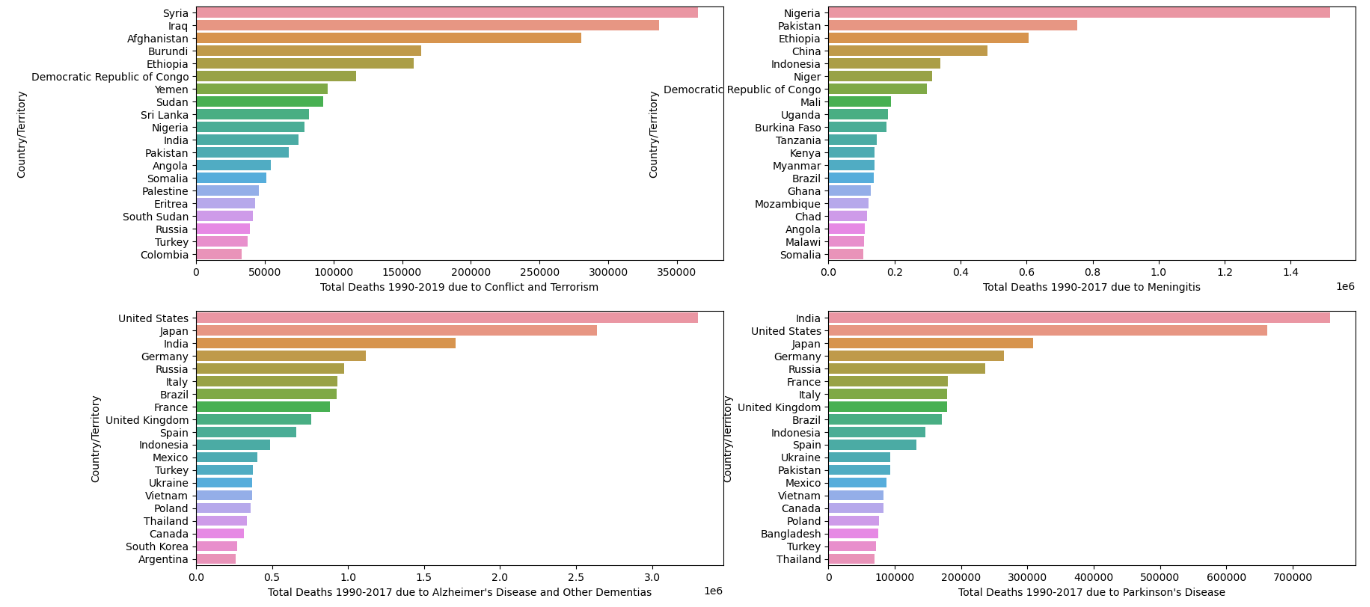 Syria
Iraq
Afghanistan
Burundi
Ethiopia
Democratic Republic of Congo
Yemen
Sudan
Sri Lanka
Nigeria
India
Pakistan
Angola
Somalia
Palestine
Eritrea
South Sudan
Russia
Turkey
Colombia
Country/Territory
0 50000 100000 150000 200000 250000 300000 350000
Total Deaths 1990-2019 due to Conflict and Terrorism
Nigeria
Pakistan
Ethiopia
China
Indonesia
Niger
Democratic Republic of Congo
Mali
Uganda
Burkina Faso
Tanzania
Kenya
Myanmar
Brazil
Ghana
Mozambique
Chad
Angola
Malawi
Somalia
Country/Territory
0.0 0.2 0.4 0.6 0.8 1.0 1.2 1.4
Total Deaths 1990-2017 due to Meningitis
1e6
United States
Japan
India
Germany
Russia
Italy
Brazil
France
United Kingdom
Spain
Indonesia
Mexico
Turkey
Ukraine
Vietnam
Poland
Thailand
Canada
South Korea
Argentina
Country/Territory
0.0 0.5 1.0 1.5 2.0 2.5 3.0
Total Deaths 1990-2017 due to Alzheimer's Disease and Other Dementias
1e6
India
United States
Japan
Germany
Russia
France
Italy
United Kingdom
Brazil
Indonesia
Spain
Ukraine
Pakistan
Mexico
Vietnam
Canada
Poland
Bangladesh
Turkey
Thailand
Country/Territory
0 100000 200000 300000 400000 500000 600000 700000
Total Deaths 1990-2017 due to Parkinson's Disease